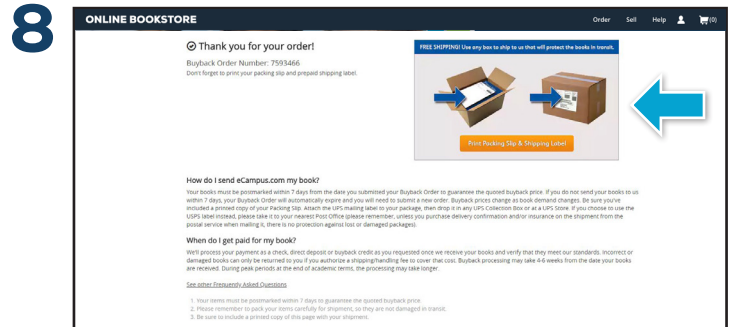 8
ONLINE BOOKSTORE
Order Sell Help (0)
Thank you for your order!
Buyback Order Number: 7593466
Don't forget to print your packing slip and prepaid shipping label.
FREE SHIPPING! Use any box to ship to us that will protect the books in transit.
Print Packing Slip & Shipping Label
How do I send eCampus.com my book?
Your books must be postmarked within 7 days from the date you submitted your Buyback Order to guarantee the quoted buyback price. If you do not send your books to us
within 7 days, your Buyback Order will automatically expire and you will need to submit a new order. Buyback prices change as book demand changes. Be sure you've
included a printed copy of your Packing Slip. Attach the UPS mailing label to your package, then drop it in any UPS Collection Box or at a UPS Store. If you choose to use the
USPS label instead, please take it to your nearest Post Office (please remember, unless you purchase delivery confirmation and/or insurance on the shipment from the
postal service when mailing it, there is no protection against loss or damaged packages).
When do I get paid for my book?
We'll process your payment as a check, direct deposit or buyback credit as you requested once we receive your books and verify that they meet our standards. Incorrect or
damaged books can only be returned to you if you authorize a shipping/handling fee to cover that cost. Buyback processing may take 4-6 weeks from the date your books
are received. During peak periods at the end of academic terms, the processing may take longer.
See other Frequently Asked Questions
1. Your items must be postmarked within 7 days to guarantee the quoted buyback price.
2. Please remember to pack your items carefully for shipment, so they are not damaged in transit.
3. Be sure to include a printed copy of this page with your shipment.